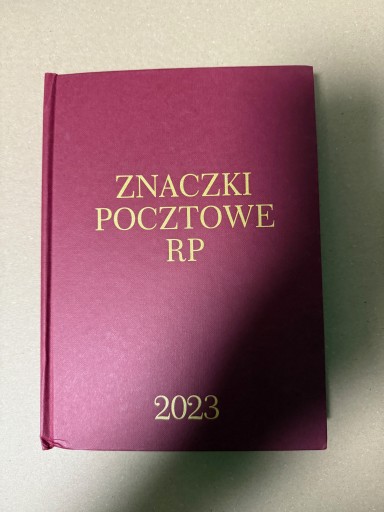 ZNACZKI
POCZTOWE
RP
2023